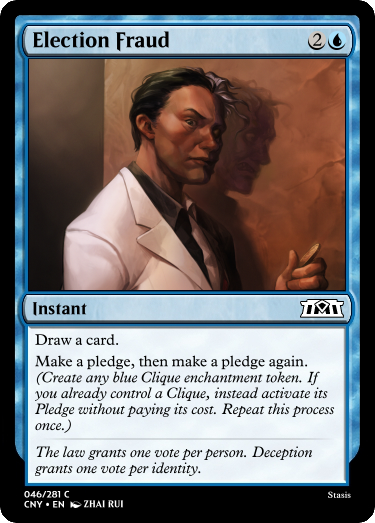 Election Fraud 2
Instant
Draw a card.
Make a pledge, then make a pledge again.
(Create any blue Clique enchantment token. If
you already control a Clique, instead activate its
Pledge without paying its cost. Repeat this process
once.)
The law grants one vote per person. Deception
grants one vote per identity.
046/281 C
CNY • EN ZHAI RUI
Stasis